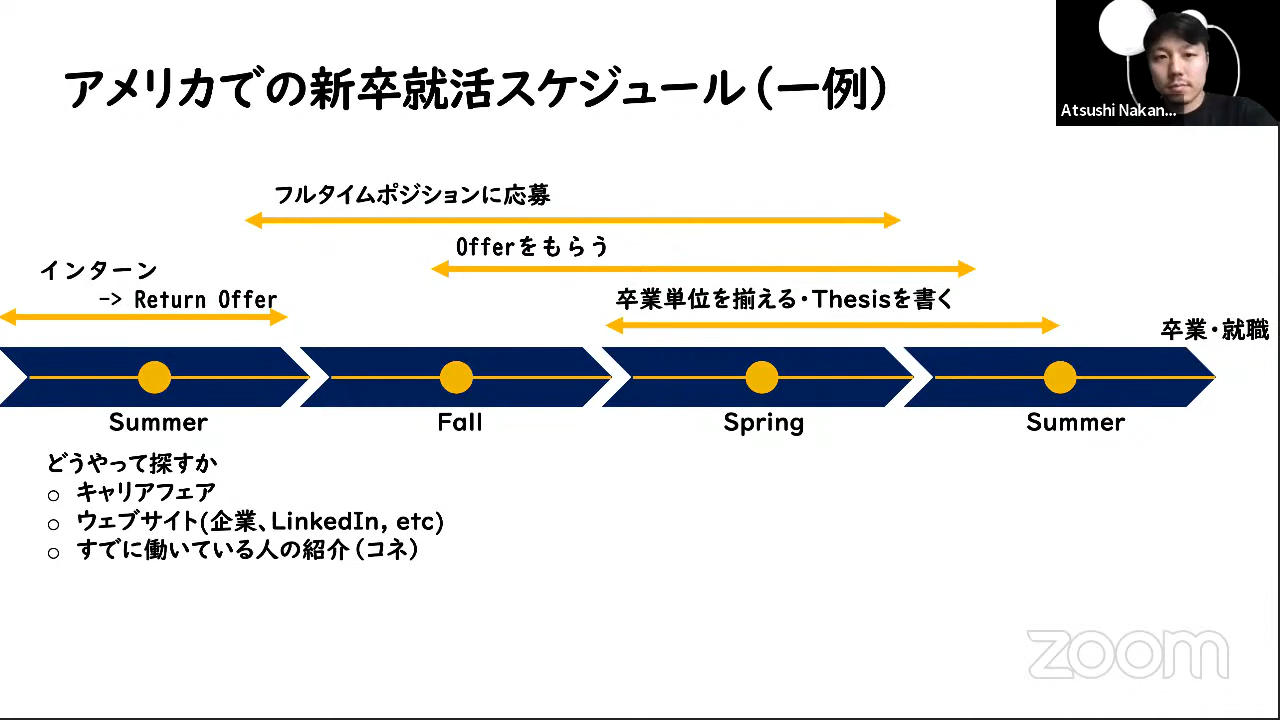 アメリカでの新卒就活スケジュール（一例）
Atsushi Nakan...
フルタイムポジションに応募
Offerをもらう
インターン
-> Return Offer
卒業単位を揃える・Thesisを書く
卒業・就職
Summer
Fall
Spring
Summer
どうやって探すか
○ キャリアフェア
○ ウェブサイト(企業、LinkedIn, etc)
○ すでに働いている人の紹介（コネ）
zoom